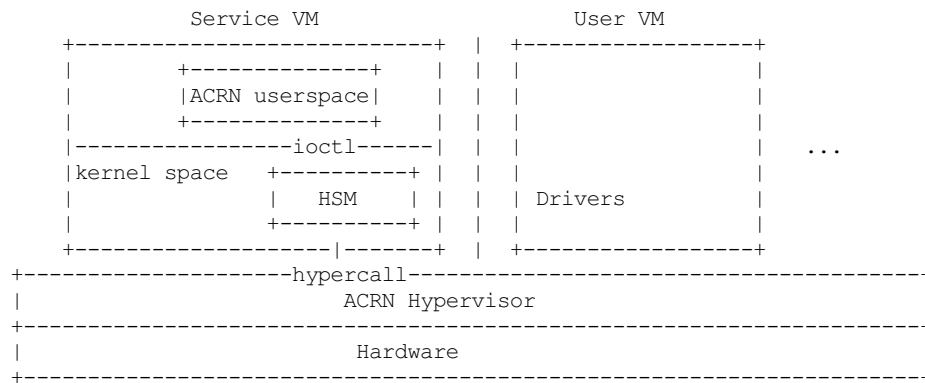 Service VM User VM
ACRN userspace
ioctl ...
kernel space
HSM Drivers
hypercall
ACRN Hypervisor
Hardware